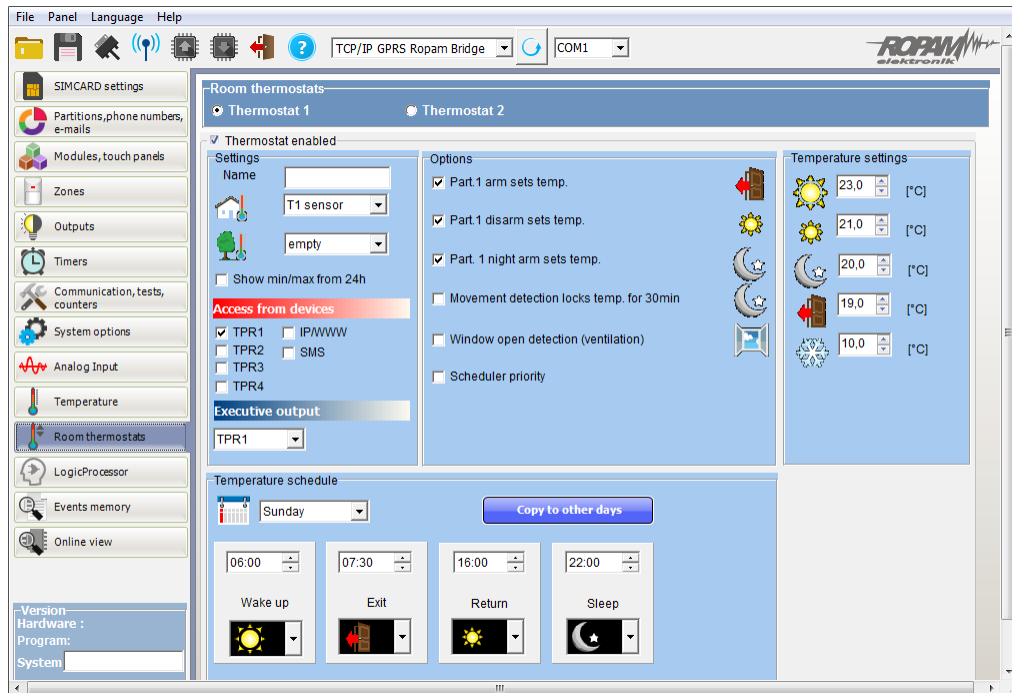 File Panel Language Help
TCP/IP GPRS Ropam Bridge COM1
ROPAM
elektronik
SIMCARD settings
Partitions,phone numbers,
e-mails
Modules, touch panels
Zones
Outputs
Timers
Communication, tests,
counters
System options
Analog Input
Temperature
Room thermostats
LogicProcessor
Events memory
Online view
Version
Hardware :
Program:
System
Room thermostats
Thermostat 1 Thermostat 2
Thermostat enabled
Settings
Name
T1 sensor
empty
Show min/max from 24h
Access from devices
TPR1 IP/WWW
TPR2 SMS
TPR3
TPR4
Executive output
TPR1
Options
Part.1 arm sets temp.
Part.1 disarm sets temp.
Part. 1 night arm sets temp.
Movement detection locks temp. for 30min
Window open detection (ventilation)
Scheduler priority
Temperature settings
23,0 [°C]
21,0 [°C]
20,0 [°C]
19,0 [°C]
10,0 [°C]
Temperature schedule
Sunday Copy to other days
06:00 07:30 16:00 22:00
Wake up Exit Return Sleep